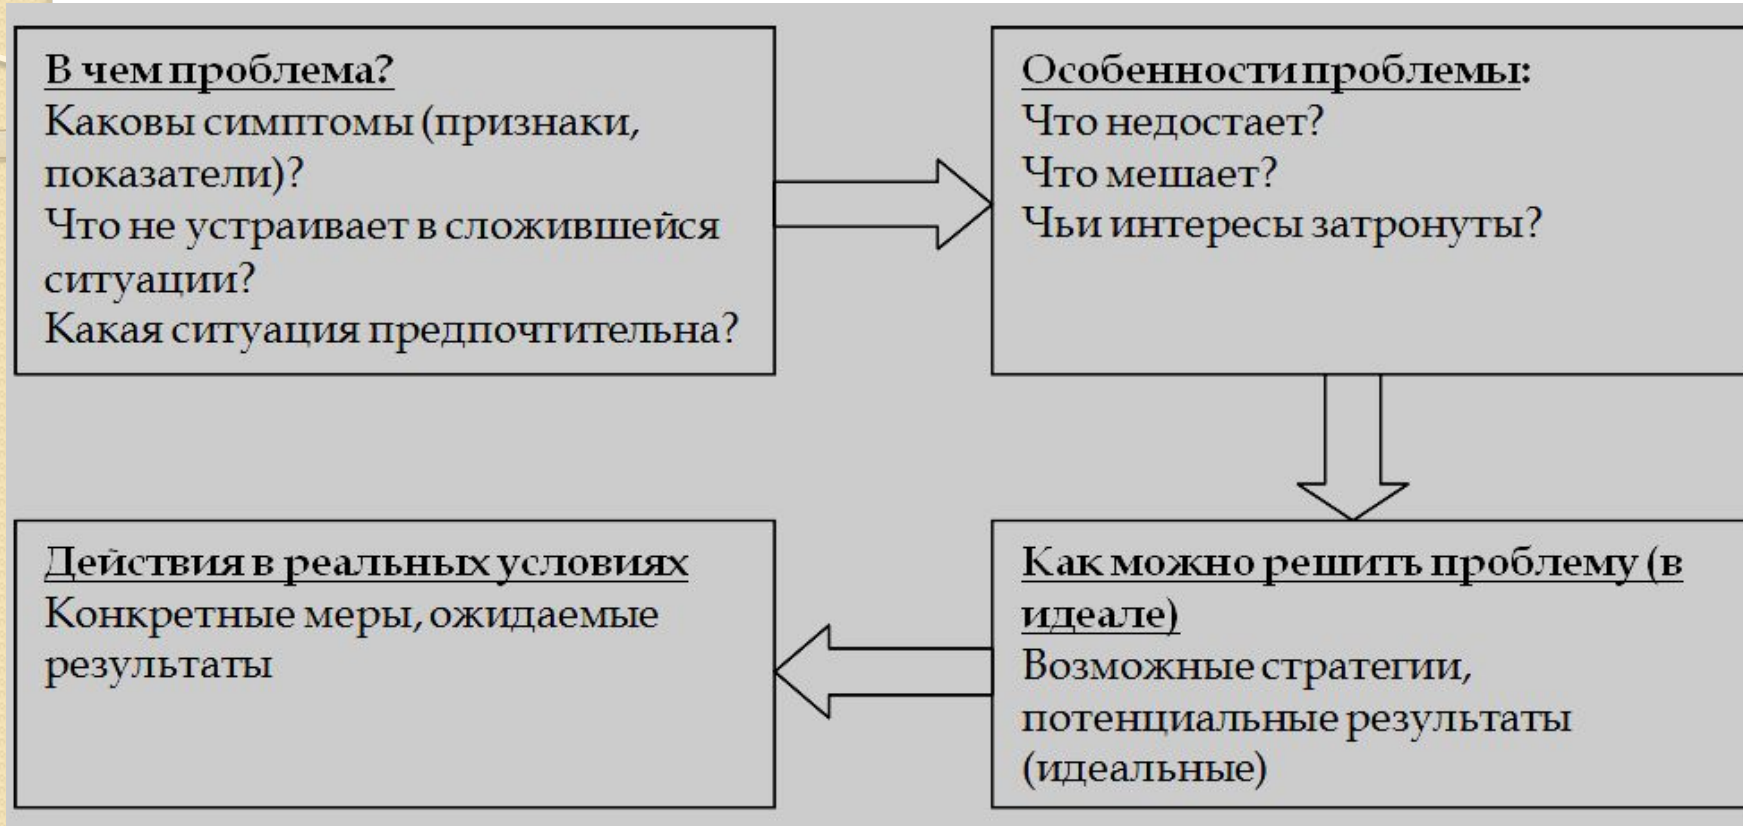 В чем проблема?
Каковы симптомы (признаки,
показатели)?
Что не устраивает в сложившейся
ситуации?
Какая ситуация предпочтительна?
Особенности проблемы:
Что недостает?
Что мешает?
Чьи интересы затронуты?
Как можно решить проблему (в
идеале)
Возможные стратегии,
потенциальные результаты
(идеальные)
Действия в реальных условиях
Конкретные меры, ожидаемые
результаты